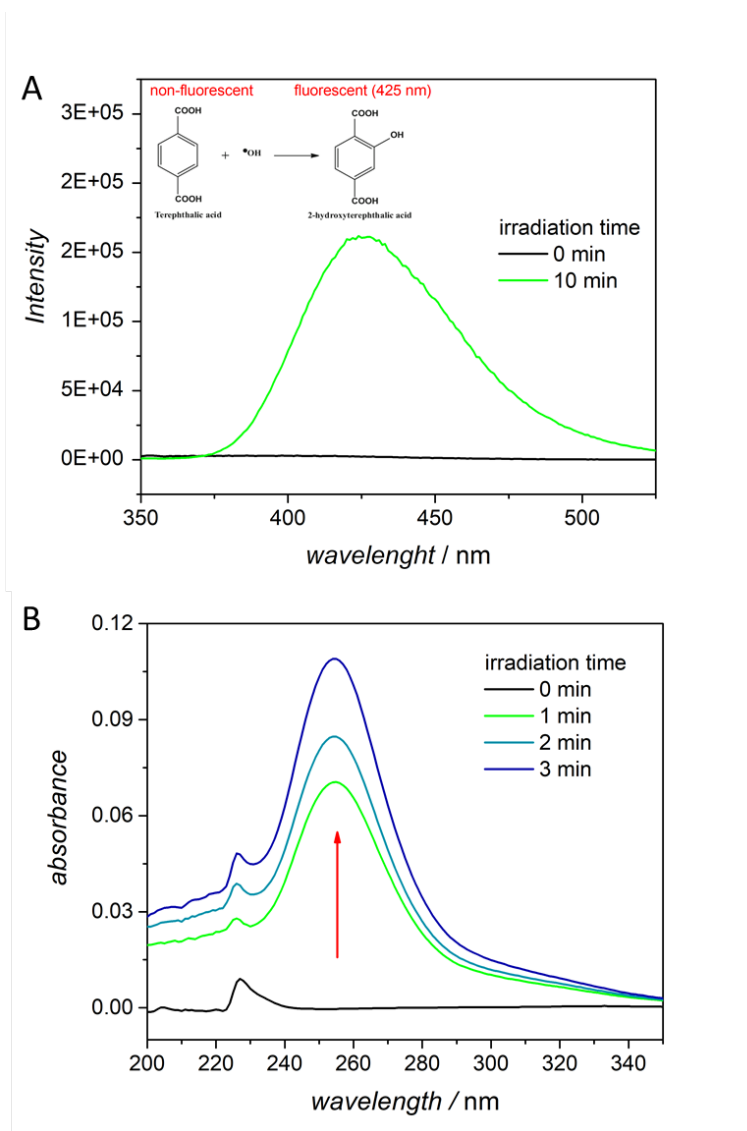 A
non-fluorescent fluorescent (425 nm)
COOH COOH
OH
+ •OH
COOH COOH
Terephthalic acid 2-hydroxyterephthalic acid
3E+05
2E+05
2E+05
1E+05
5E+04
0E+00
Intensity
irradiation time
0 min
10 min
350 400 450 500
wavelenght / nm
B
0.12
0.09
0.06
0.03
0.00
absorbance
irradiation time
0 min
1 min
2 min
3 min
200 220 240 260 280 300 320 340
wavelength / nm